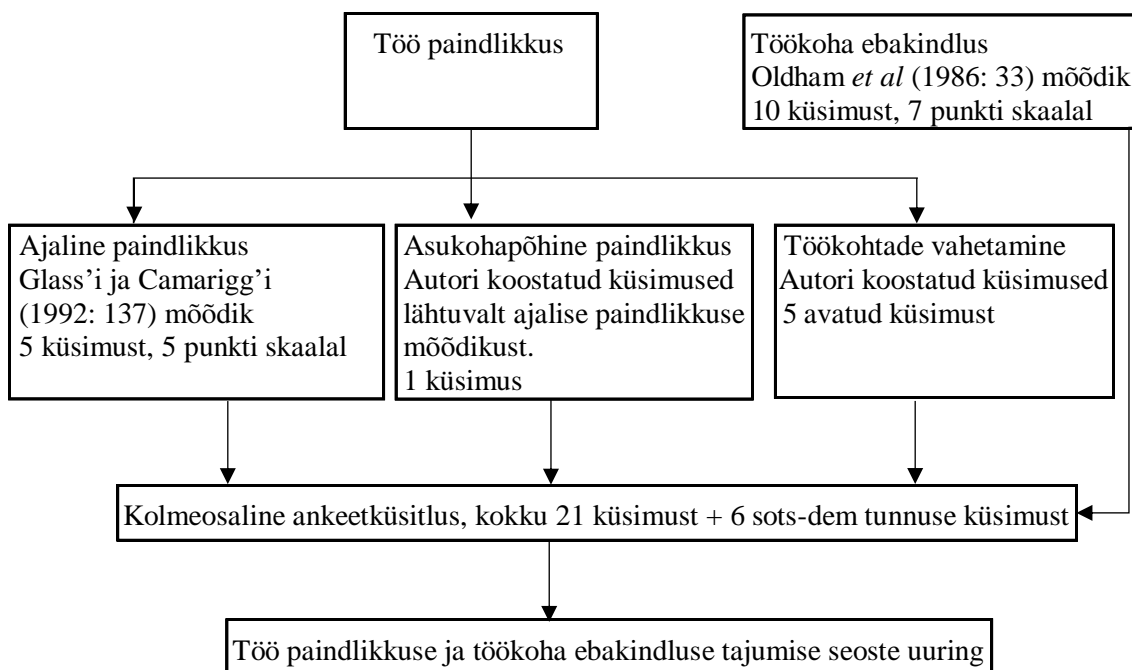 Töö paindlikkus
Töökoha ebakindlus
Oldham et al (1986: 33) mõõdik
10 küsimust, 7 punkti skaalal
Ajaline paindlikkus
Glass’i ja Camarigg’i
(1992: 137) mõõdik
5 küsimust, 5 punkti skaalal
Asukohapõhine paindlikkus
Autori koostatud küsimused
lähtuvalt ajalise paindlikkuse
mõõdikust.
1 küsimus
Töökohtade vahetamine
Autori koostatud küsimused
5 avatud küsimust
Kolmeosaline ankeetküsitlus, kokku 21 küsimust + 6 sots-dem tunnuse küsimust
Töö paindlikkuse ja töökoha ebakindluse tajumise seoste uuring